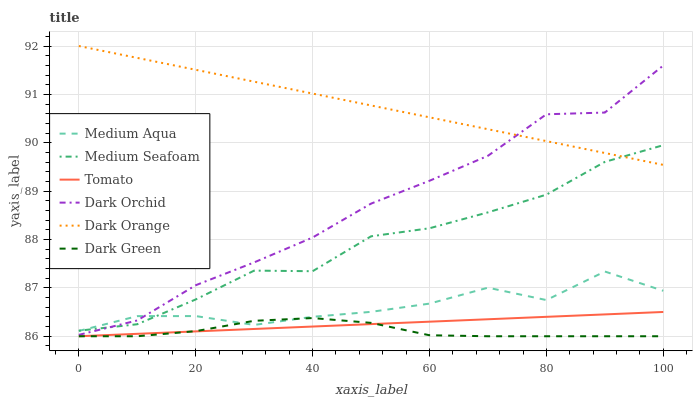 title
yaxis_label
92
91
90
89
88
87
86
Medium Aqua
Medium Seafoam
Tomato
Dark Orchid
Dark Orange
Dark Green
0 20 40 60 80 100
xaxis_label